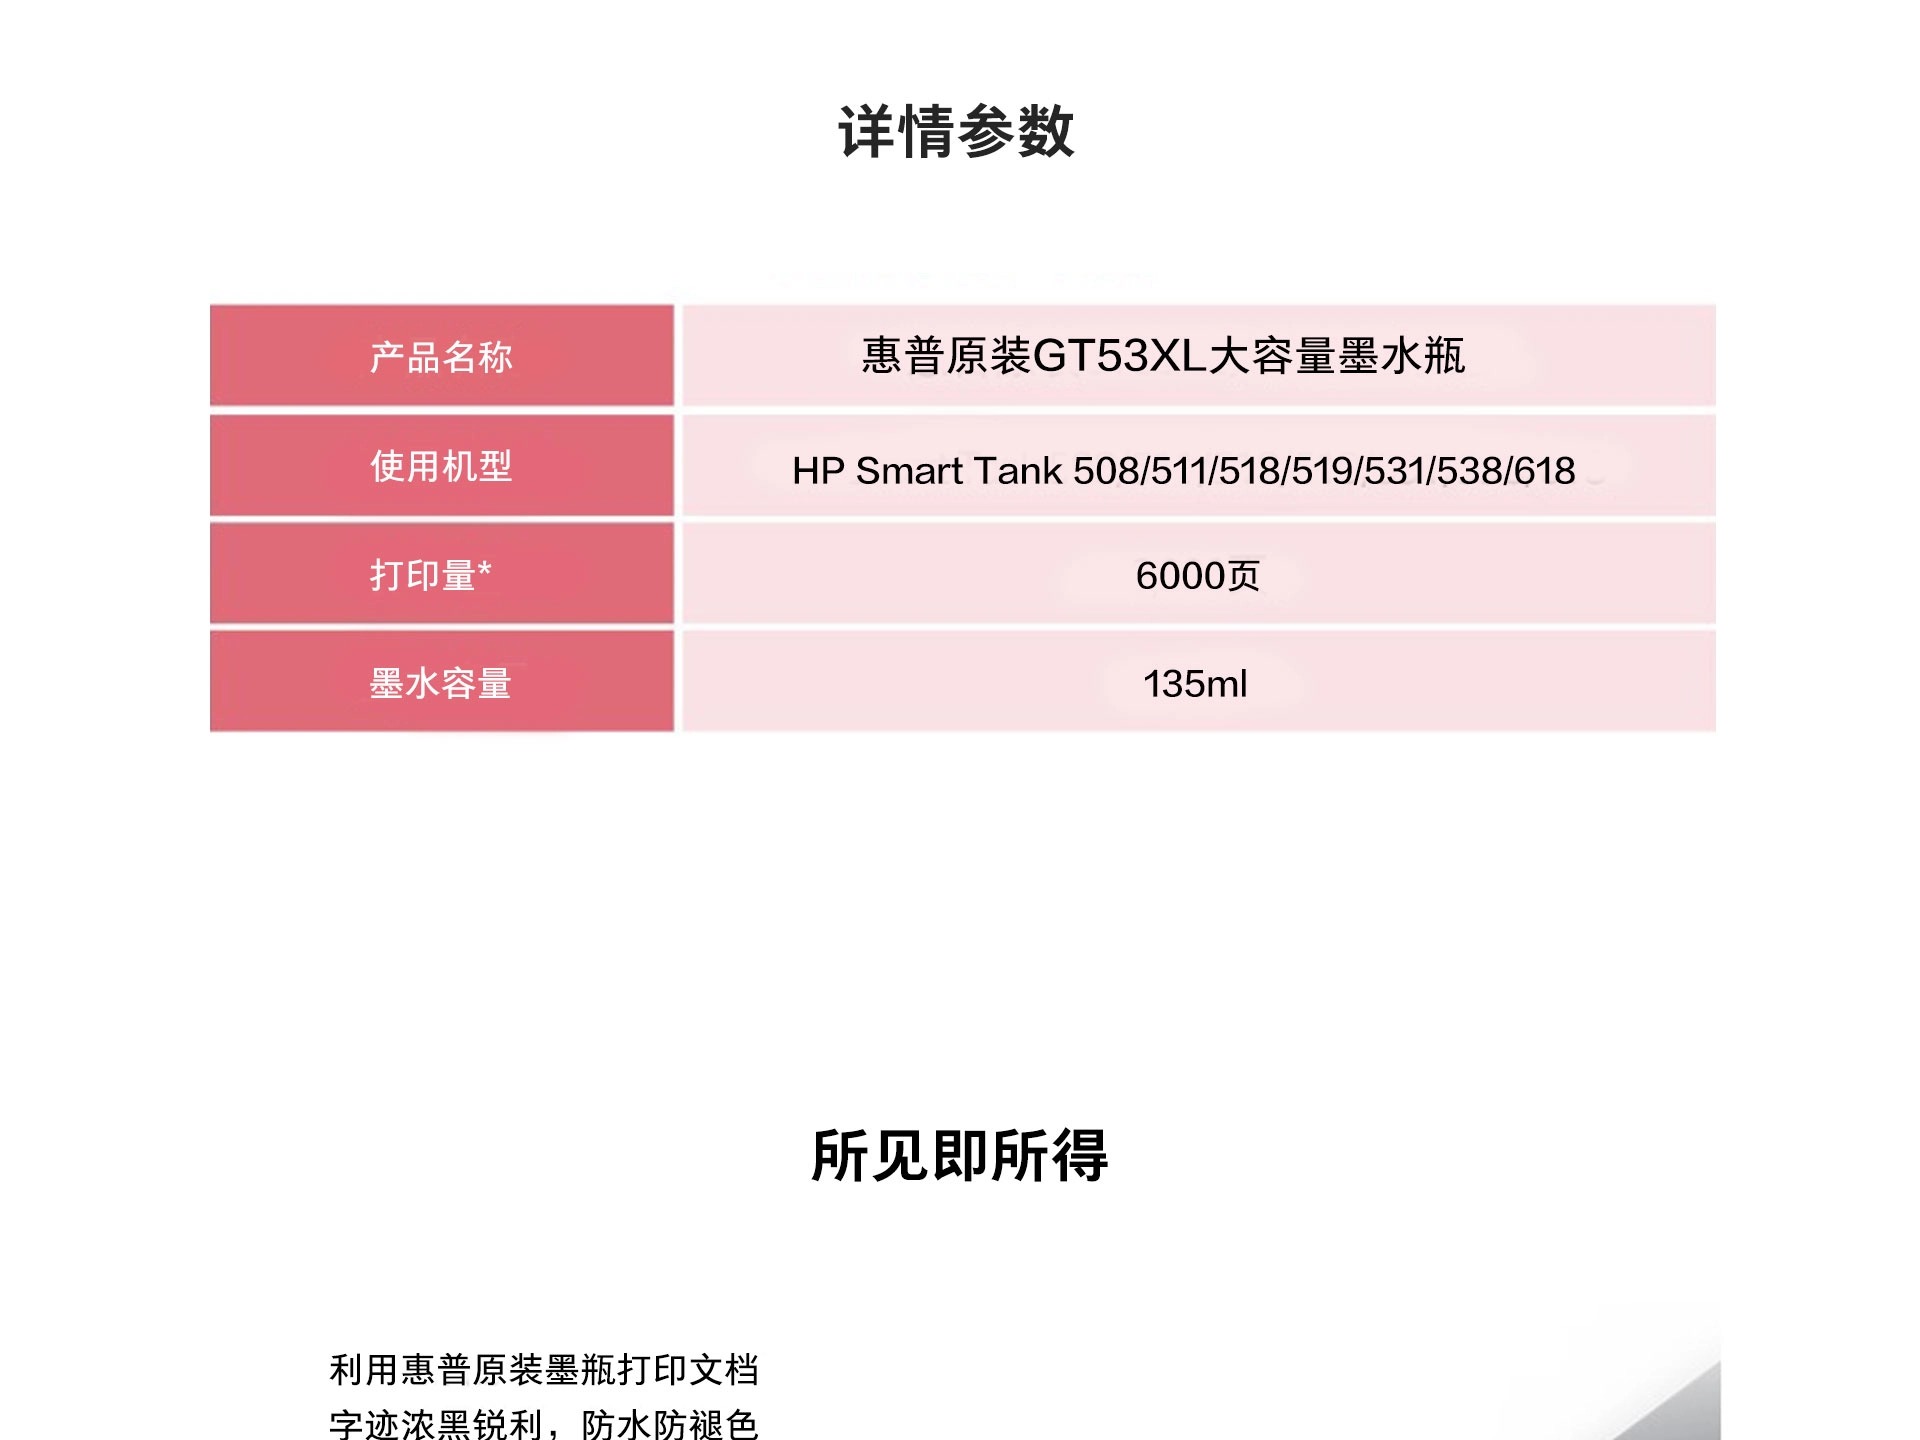 详情参数
产品名称 惠普原装GT53XL大容量墨水瓶
使用机型 HP Smart Tank 508/511/518/519/531/538/618
打印量* 6000页
墨水容量 135ml
所见即所得
利用惠普原装墨瓶打印文档
字迹浓黑锐利，防水防褪色